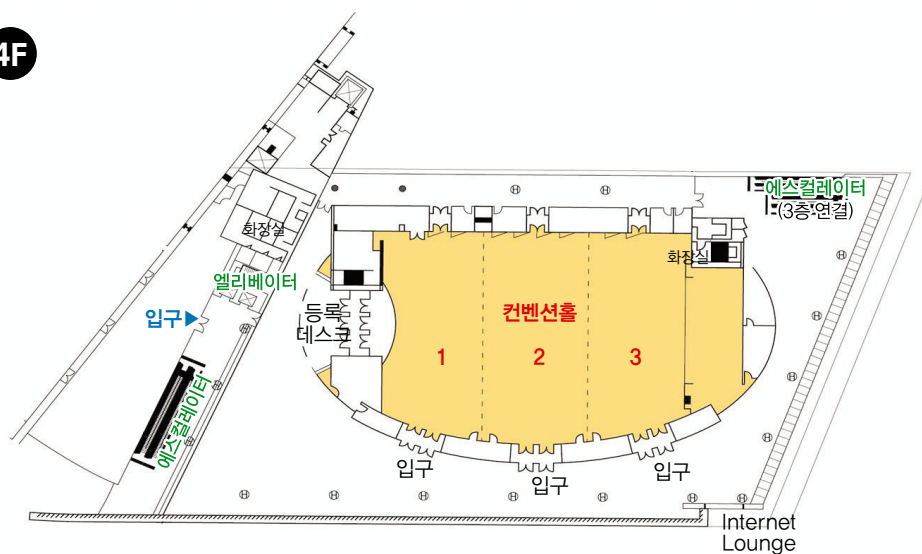 4F
에스컬레이터
(3층 연결)
화장실
화장실
엘리베이터
등록
데스크
입구▶
컨벤션홀
1
2
3
에스컬레이터
입구
입구
입구
Internet
Lounge